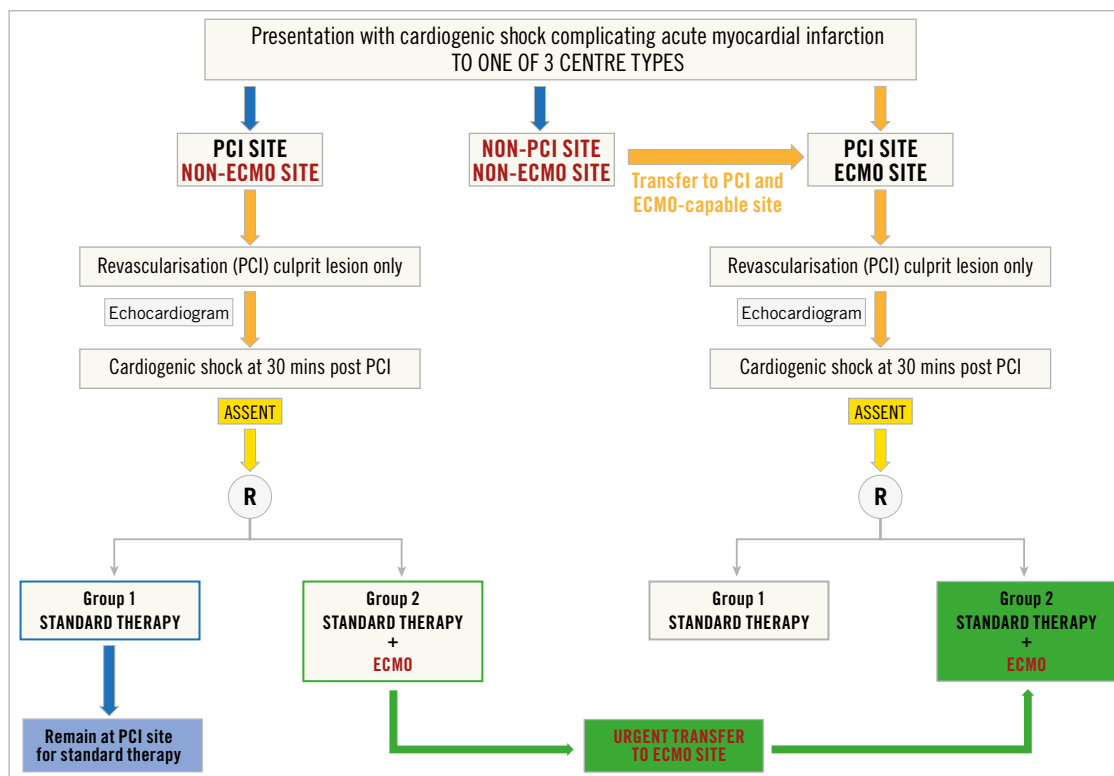 Presentation with cardiogenic shock complicating acute myocardial infarction
TO ONE OF 3 CENTRE TYPES
PCI SITE
NON-ECMO SITE
NON-PCI SITE
NON-ECMO SITE
Transfer to PCI and
ECMO-capable site
PCI SITE
ECMO SITE
Revascularisation (PCI) culprit lesion only
Revascularisation (PCI) culprit lesion only
Echocardiogram
Echocardiogram
Cardiogenic shock at 30 mins post PCI
Cardiogenic shock at 30 mins post PCI
ASSENT
ASSENT
R
R
Group 1
STANDARD THERAPY
Group 2
STANDARD THERAPY
+
ECMO
Group 1
STANDARD THERAPY
Group 2
STANDARD THERAPY
+
ECMO
Remain at PCI site
for standard therapy
URGENT TRANSFER
TO ECMO SITE